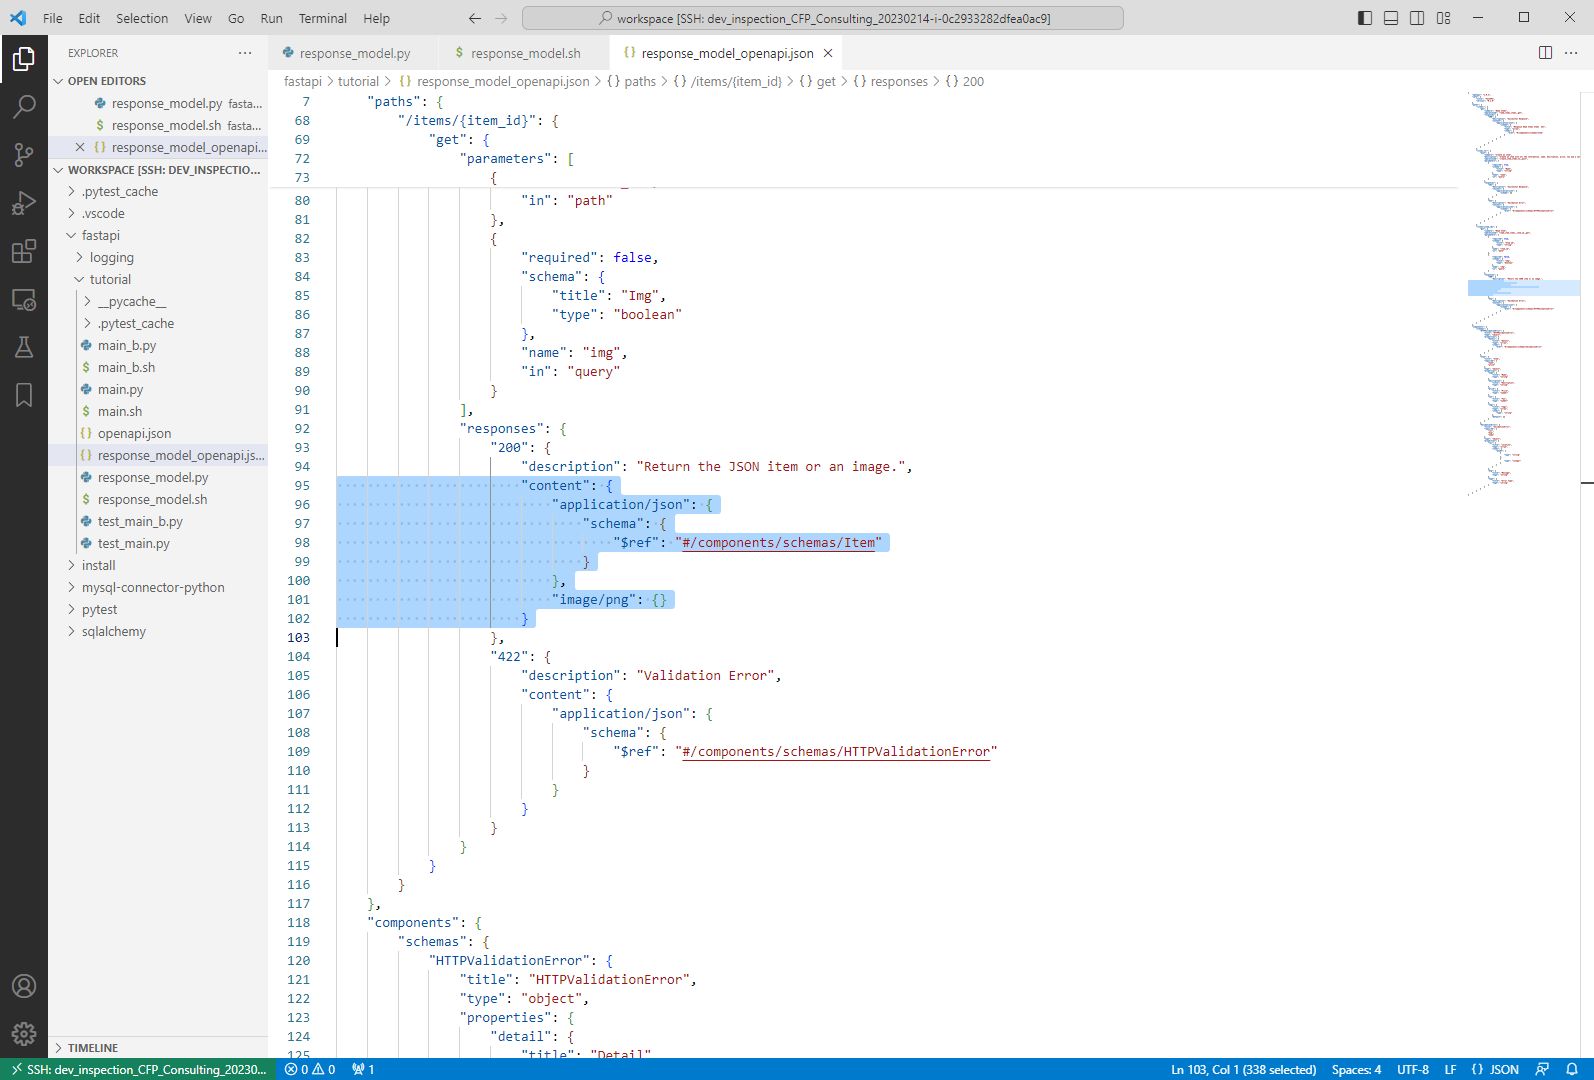 File Edit Selection View Go Run Terminal Help
workspace [SSH: dev_inspection_CFP_Consulting_20230214-i-0c2933282dfea0ac9]
EXPLORER
OPEN EDITORS
response_model.py fasta...
$ response_model.sh fasta...
{} response_model_openapi...
WORKSPACE [SSH: DEV_INSPECTIO...
.pytest_cache
.vscode
fastapi
logging
tutorial
__pycache__
.pytest_cache
main_b.py
$ main_b.sh
main.py
$ main.sh
{} openapi.json
{} response_model_openapi.js...
response_model.py
$ response_model.sh
test_main_b.py
test_main.py
install
mysql-connector-python
pytest
sqlalchemy
TIMELINE
response_model.py
$ response_model.sh
{} response_model_openapi.json
fastapi > tutorial > {} response_model_openapi.json > {} paths > {} /items/{item_id} > {} get > {} responses > {} 200
7 "paths": {
68 "/items/{item_id}": {
69 "get": {
72 "parameters": [
73 {
80 "in": "path"
81 },
82 {
83 "required": false,
84 "schema": {
85 "title": "Img",
86 "type": "boolean"
87 },
88 "name": "img",
89 "in": "query"
90 }
91 ],
92 "responses": {
93 "200": {
94 "description": "Return the JSON item or an image.",
95 "content": {
96 "application/json": {
97 "schema": {
98 "$ref": "#/components/schemas/Item"
99 }
100 },
101 "image/png": {}
102 }
103 },
104 "422": {
105 "description": "Validation Error",
106 "content": {
107 "application/json": {
108 "schema": {
109 "$ref": "#/components/schemas/HTTPValidationError"
110 }
111 }
112 }
113 }
114 }
115 }
116 }
117 },
118 "components": {
119 "schemas": {
120 "HTTPValidationError": {
121 "title": "HTTPValidationError",
122 "type": "object",
123 "properties": {
124 "detail": {
125 "title": "Detail"
SSH: dev_inspection_CFP_Consulting_20230... 0 0 1 Ln 103, Col 1 (338 selected) Spaces: 4 UTF-8 LF {} JSON